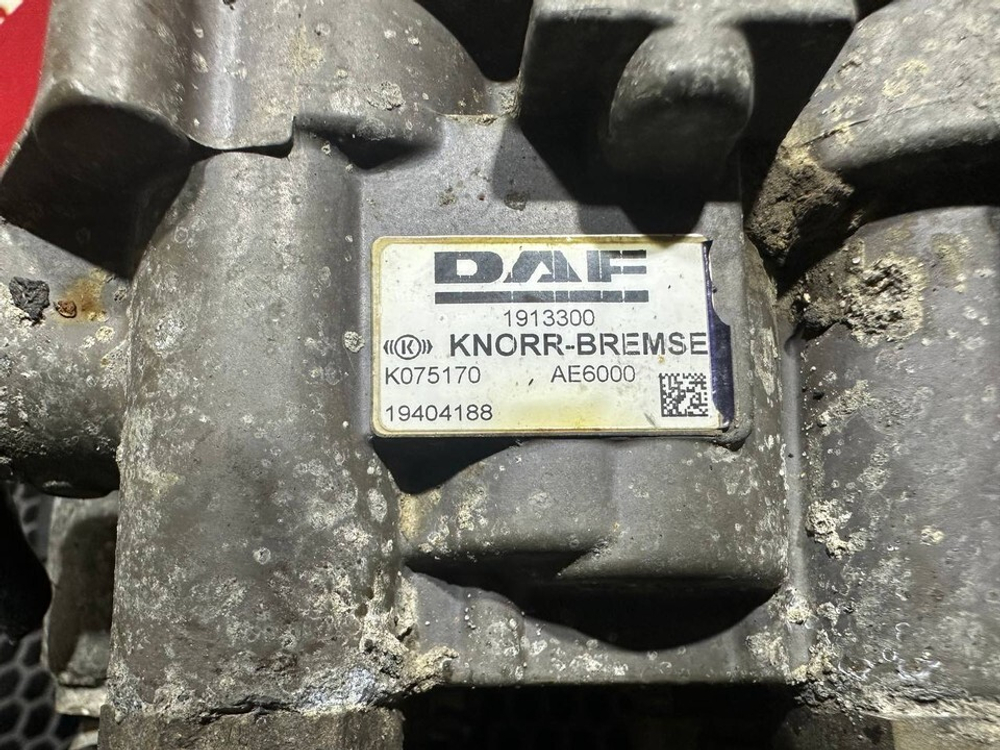 DAF
1913300
KNORR-BREMSE
K075170 AE6000
19404188